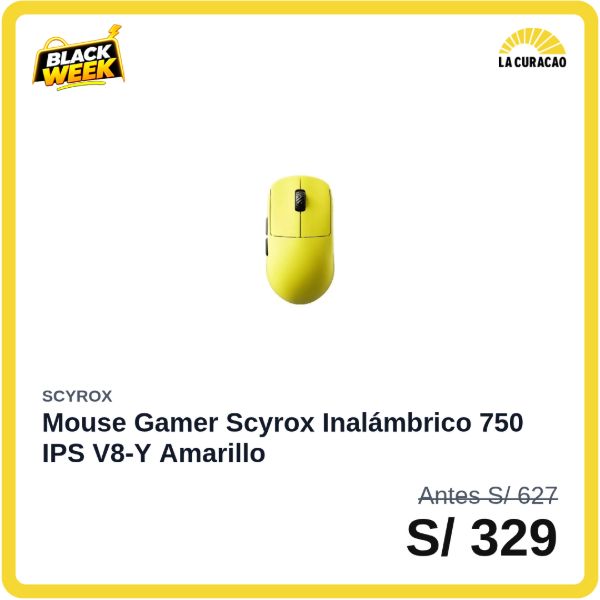 BLACK
WEEK
LA CURACAO
SCYROX
Mouse Gamer Scyrox Inalámbrico 750
IPS V8-Y Amarillo
Antes S/ 627
S/ 329